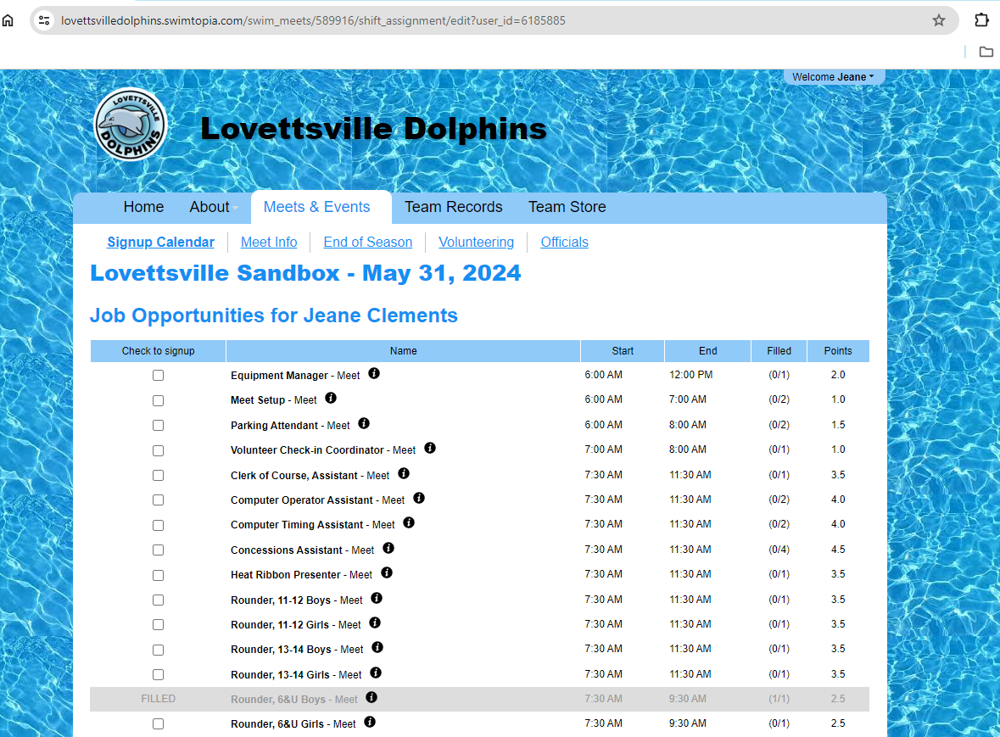 lovettsvilledolphins.swimtopia.com/swim_meets/589916/shift_assignment/edit?user_id=6185885
Welcome Jeane
LOVETTSVILLE DOLPHINS
Lovettsville Dolphins
Home About Meets & Events Team Records Team Store
Signup Calendar Meet Info End of Season Volunteering Officials
Lovettsville Sandbox - May 31, 2024
Job Opportunities for Jeane Clements
Check to signup Name Start End Filled Points
Equipment Manager - Meet 6:00 AM 12:00 PM (0/1) 2.0
Meet Setup - Meet 6:00 AM 7:00 AM (0/2) 1.0
Parking Attendant - Meet 6:00 AM 8:00 AM (0/2) 1.5
Volunteer Check-in Coordinator - Meet 7:00 AM 8:00 AM (0/1) 1.0
Clerk of Course, Assistant - Meet 7:30 AM 11:30 AM (0/1) 3.5
Computer Operator Assistant - Meet 7:30 AM 11:30 AM (0/2) 4.0
Computer Timing Assistant - Meet 7:30 AM 11:30 AM (0/2) 4.0
Concessions Assistant - Meet 7:30 AM 11:30 AM (0/4) 4.5
Heat Ribbon Presenter - Meet 7:30 AM 11:30 AM (0/1) 3.5
Rounder, 11-12 Boys - Meet 7:30 AM 11:30 AM (0/1) 3.5
Rounder, 11-12 Girls - Meet 7:30 AM 11:30 AM (0/1) 3.5
Rounder, 13-14 Boys - Meet 7:30 AM 11:30 AM (0/1) 3.5
Rounder, 13-14 Girls - Meet 7:30 AM 11:30 AM (0/1) 3.5
FILLED Rounder, 6&U Boys - Meet 7:30 AM 9:30 AM (1/1) 2.5
Rounder, 6&U Girls - Meet 7:30 AM 9:30 AM (0/1) 2.5